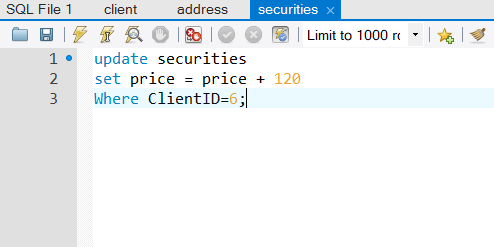 SQL File 1 client address securities
Limit to 1000 rc
1 update securities
2 set price = price + 120
3 Where ClientID=6;